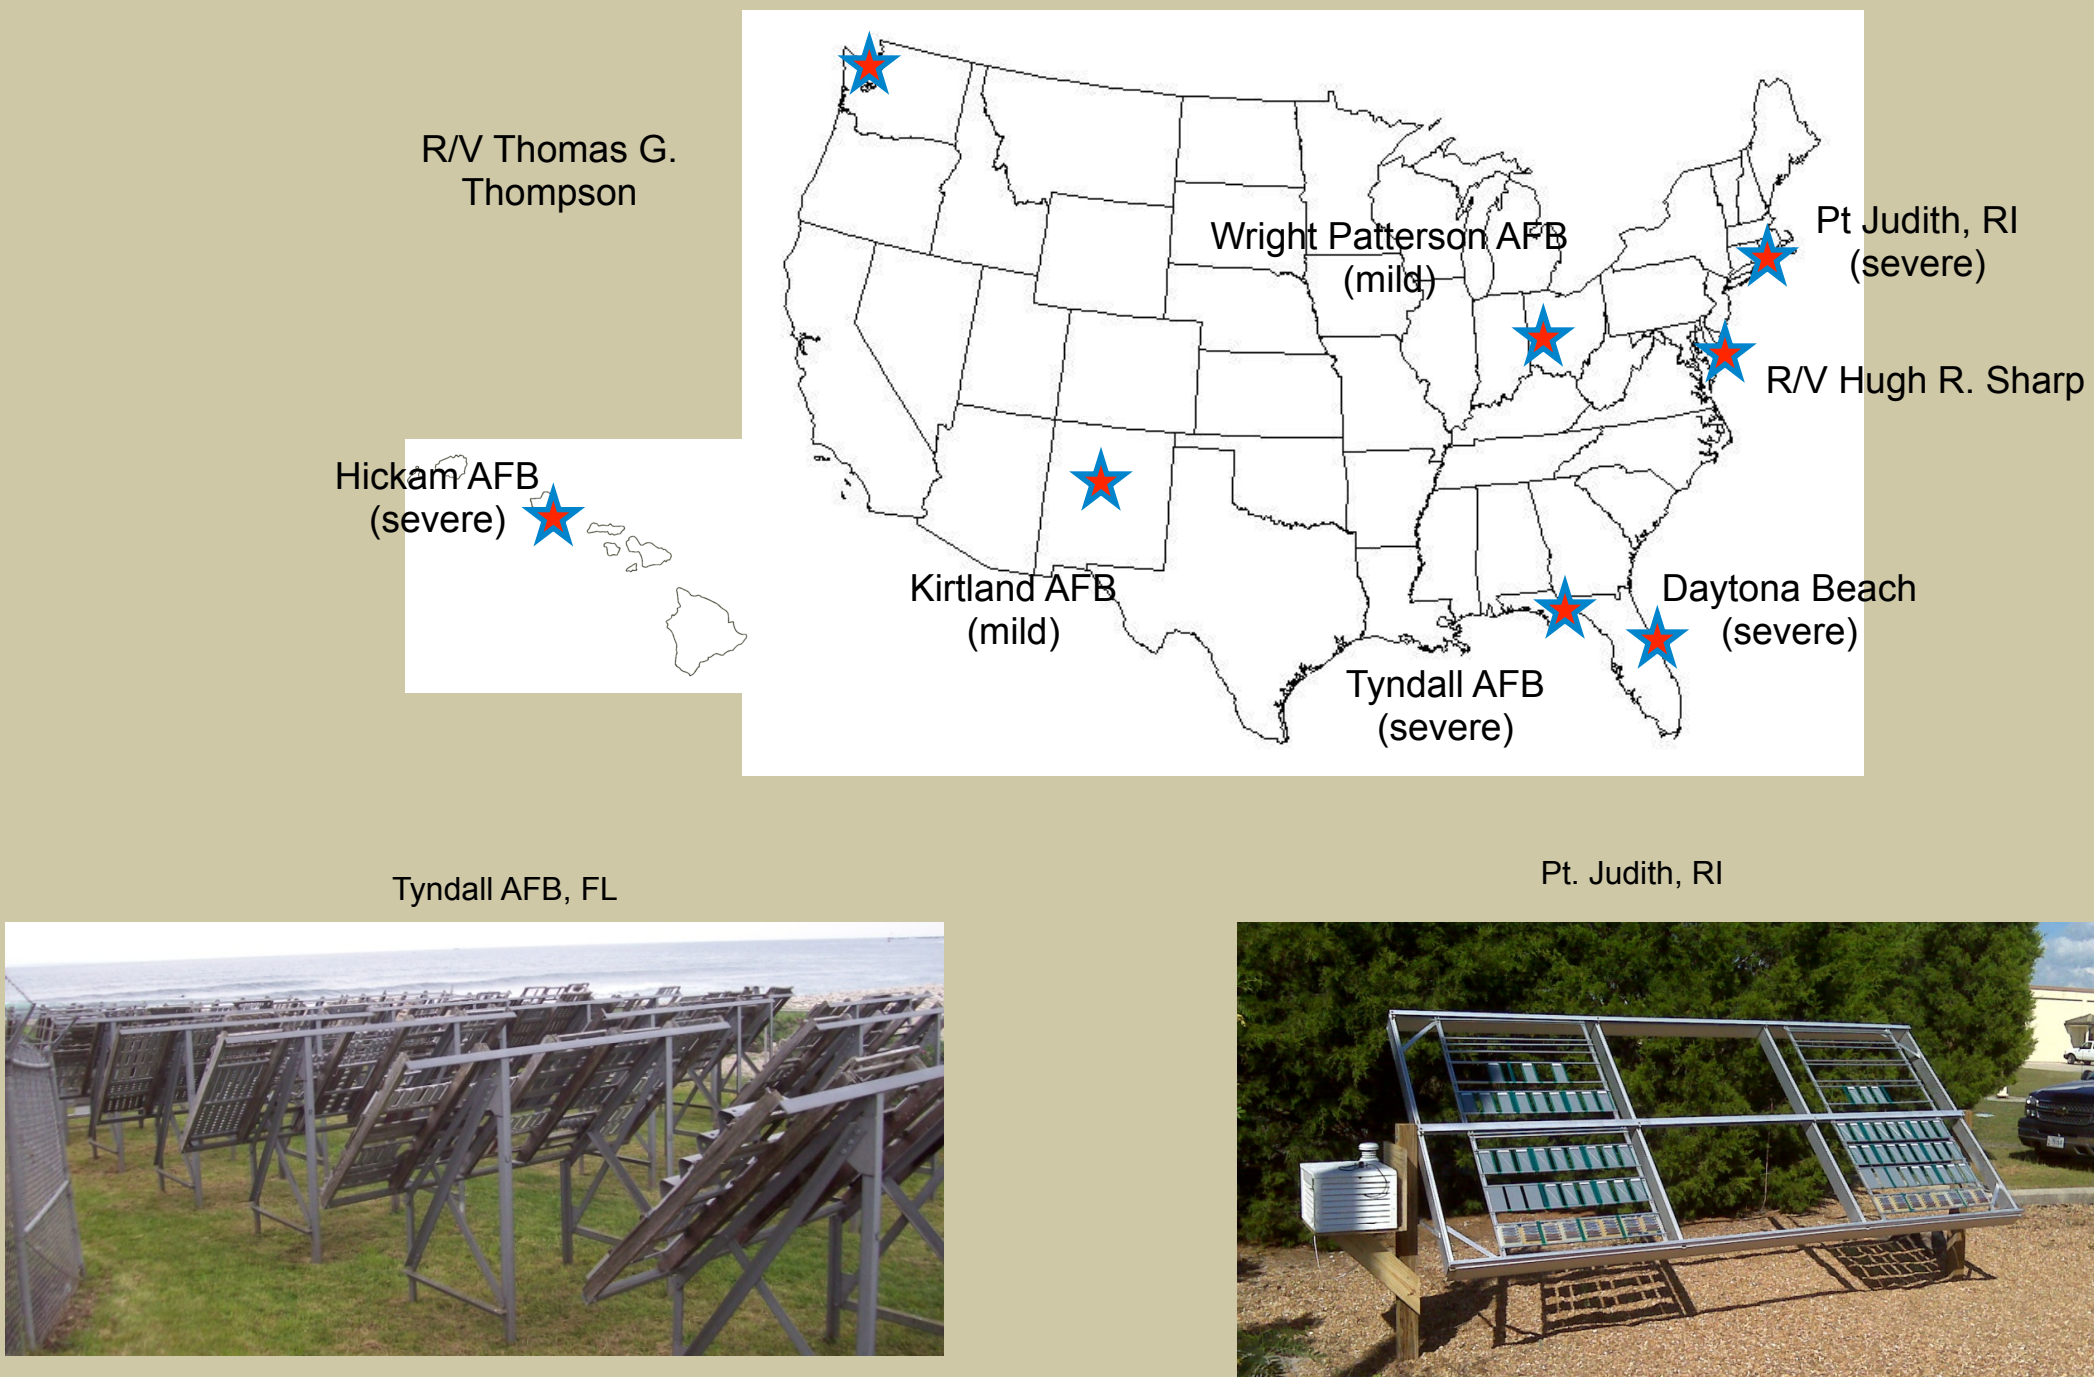 R/V Thomas G.
Thompson
Wright Patterson AFB
(mild)
Pt Judith, RI
(severe)
R/V Hugh R. Sharp
Hickam AFB
(severe)
Kirtland AFB
(mild)
Daytona Beach
(severe)
Tyndall AFB
(severe)
Tyndall AFB, FL
Pt. Judith, RI